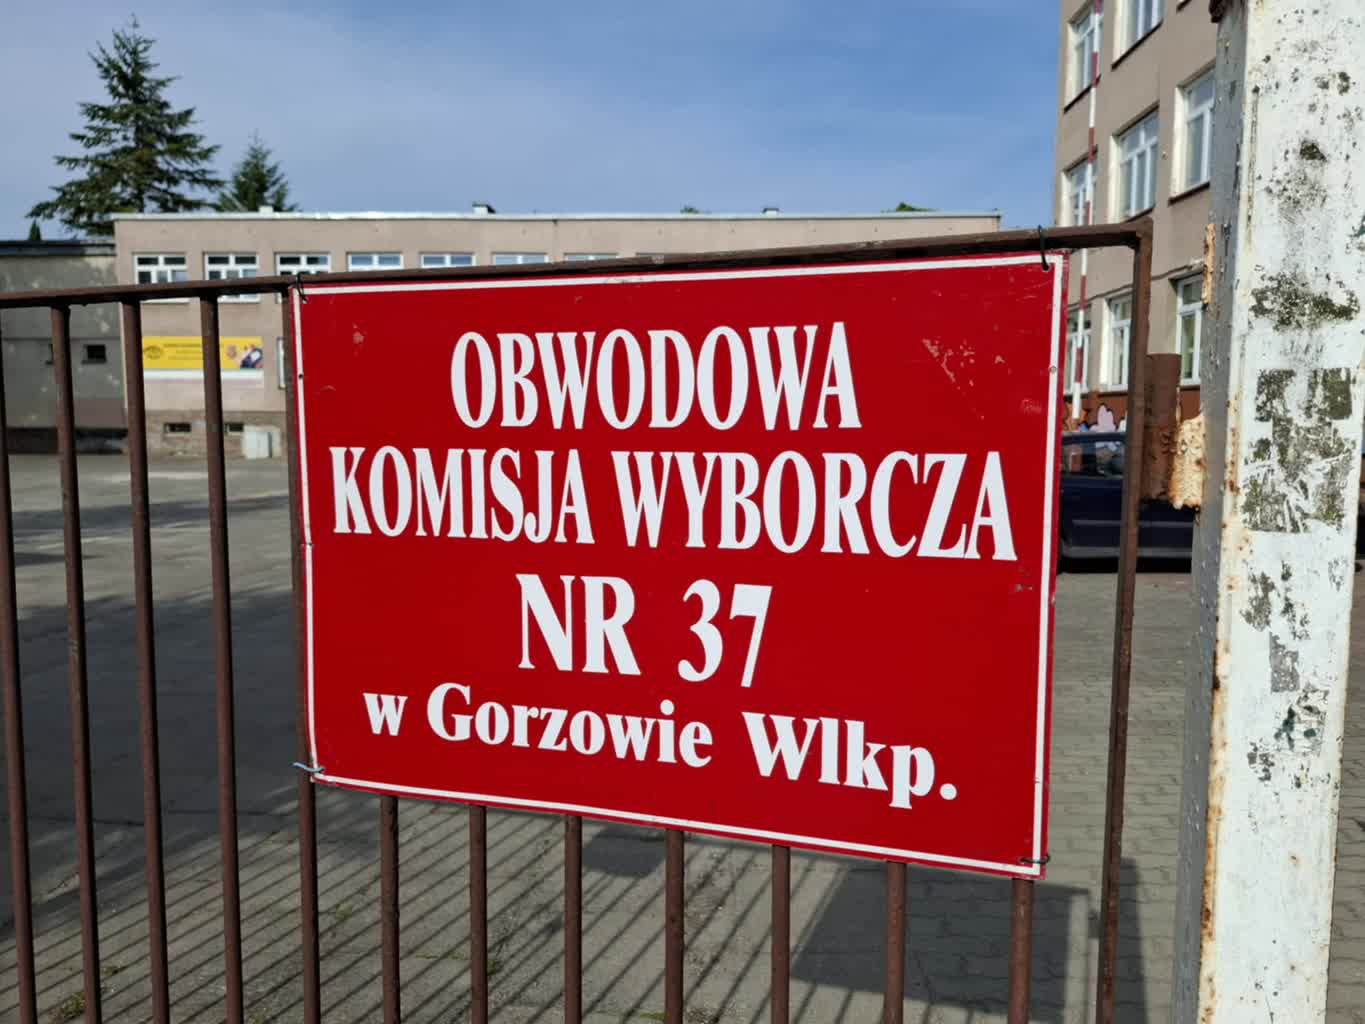 OBWODOWA
KOMISJA WYBORCZA
NR 37
w Gorzowie Wlkp.